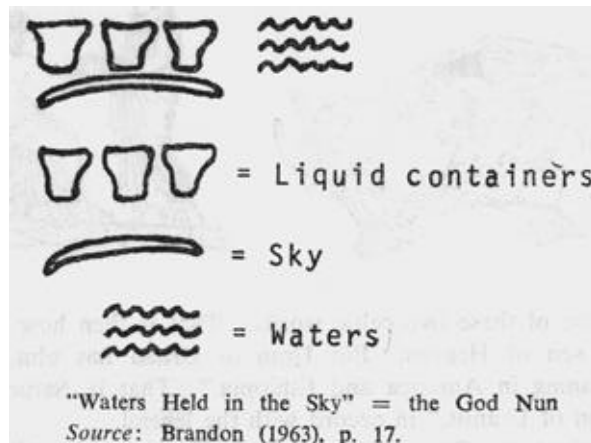 = Liquid containers
= Sky
= Waters
"Waters Held in the Sky" = the God Nun
Source: Brandon (1963), p. 17.